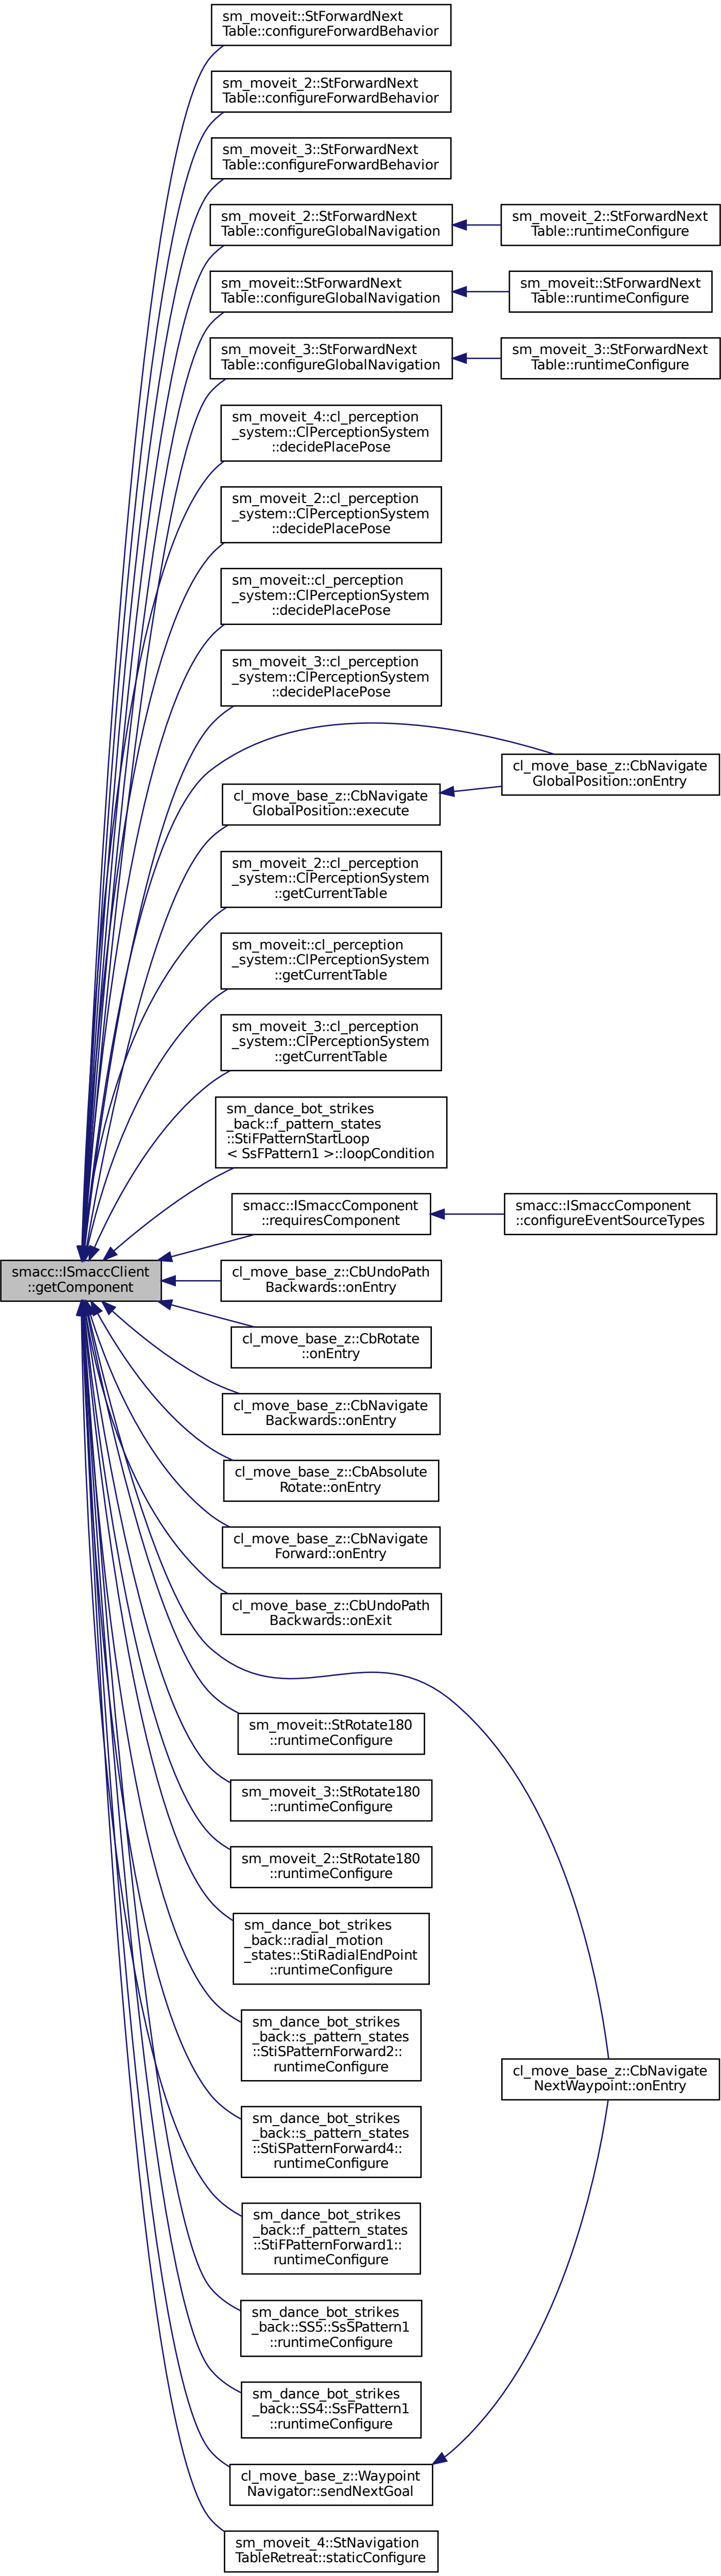 sm_moveit::StForwardNext
Table::configureForwardBehavior
sm_moveit_2::StForwardNext
Table::configureForwardBehavior
sm_moveit_3::StForwardNext
Table::configureForwardBehavior
sm_moveit_2::StForwardNext
Table::configureGlobalNavigation
sm_moveit_2::StForwardNext
Table::runtimeConfigure
sm_moveit::StForwardNext
Table::configureGlobalNavigation
sm_moveit::StForwardNext
Table::runtimeConfigure
sm_moveit_3::StForwardNext
Table::configureGlobalNavigation
sm_moveit_3::StForwardNext
Table::runtimeConfigure
sm_moveit_4::cl_perception
_system::ClPerceptionSystem
::decidePlacePose
sm_moveit_2::cl_perception
_system::ClPerceptionSystem
::decidePlacePose
sm_moveit::cl_perception
_system::ClPerceptionSystem
::decidePlacePose
sm_moveit_3::cl_perception
_system::ClPerceptionSystem
::decidePlacePose
cl_move_base_z::CbNavigate
GlobalPosition::onEntry
cl_move_base_z::CbNavigate
GlobalPosition::execute
sm_moveit_2::cl_perception
_system::ClPerceptionSystem
::getCurrentTable
sm_moveit::cl_perception
_system::ClPerceptionSystem
::getCurrentTable
sm_moveit_3::cl_perception
_system::ClPerceptionSystem
::getCurrentTable
sm_dance_bot_strikes
_back::f_pattern_states
::StiFPatternStartLoop
< SsFPattern1 >::loopCondition
smacc::ISmaccComponent
::requiresComponent
smacc::ISmaccComponent
::configureEventSourceTypes
smacc::ISmaccClient
::getComponent
cl_move_base_z::CbUndoPath
Backwards::onEntry
cl_move_base_z::CbRotate
::onEntry
cl_move_base_z::CbNavigate
Backwards::onEntry
cl_move_base_z::CbAbsolute
Rotate::onEntry
cl_move_base_z::CbNavigate
Forward::onEntry
cl_move_base_z::CbUndoPath
Backwards::onExit
sm_moveit::StRotate180
::runtimeConfigure
sm_moveit_3::StRotate180
::runtimeConfigure
sm_moveit_2::StRotate180
::runtimeConfigure
sm_dance_bot_strikes
_back::radial_motion
_states::StiRadialEndPoint
::runtimeConfigure
sm_dance_bot_strikes
_back::s_pattern_states
::StiSPatternForward2::
runtimeConfigure
cl_move_base_z::CbNavigate
NextWaypoint::onEntry
sm_dance_bot_strikes
_back::s_pattern_states
::StiSPatternForward4::
runtimeConfigure
sm_dance_bot_strikes
_back::f_pattern_states
::StiFPatternForward1::
runtimeConfigure
sm_dance_bot_strikes
_back::SS5::SsSPattern1
::runtimeConfigure
sm_dance_bot_strikes
_back::SS4::SsFPattern1
::runtimeConfigure
cl_move_base_z::Waypoint
Navigator::sendNextGoal
sm_moveit_4::StNavigation
TableRetreat::staticConfigure